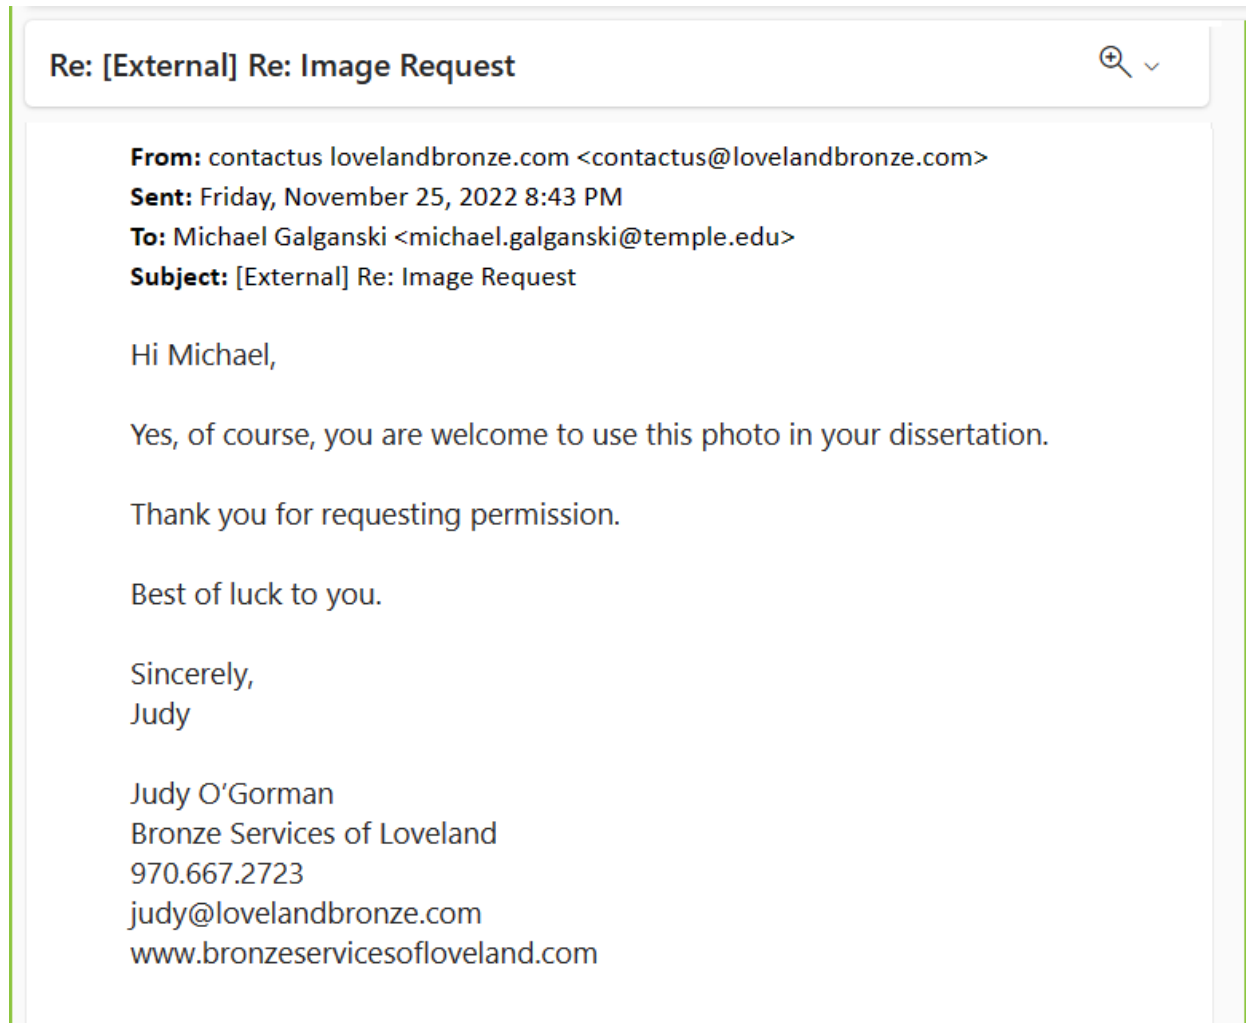 Re: [External] Re: Image Request
From: contactus lovelandbronze.com <contactus@lovelandbronze.com>
Sent: Friday, November 25, 2022 8:43 PM
To: Michael Galganski <michael.galganski@temple.edu>
Subject: [External] Re: Image Request
Hi Michael,
Yes, of course, you are welcome to use this photo in your dissertation.
Thank you for requesting permission.
Best of luck to you.
Sincerely,
Judy
Judy O’Gorman
Bronze Services of Loveland
970.667.2723
judy@lovelandbronze.com
www.bronzeservicesofloveland.com